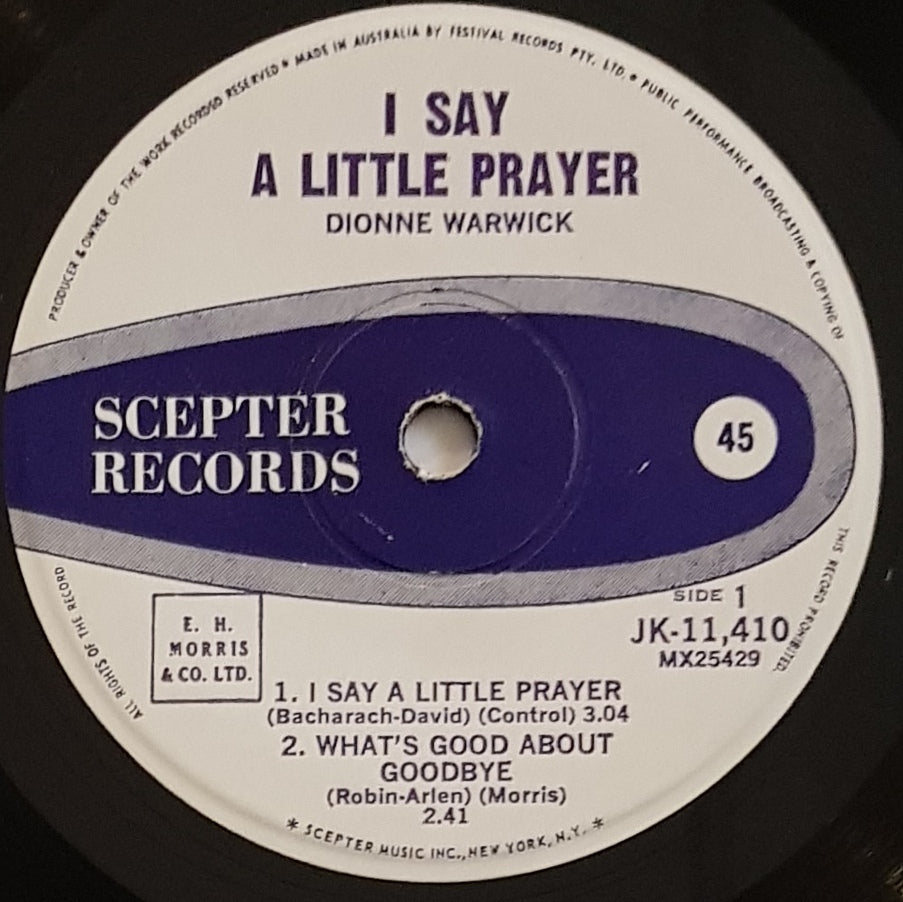 PRODUCER & OWNER OF THE WORK RECORDED RESERVED * MADE IN AUSTRALIA BY FESTIVAL RECORDS PTY. LTD. * PUBLIC PERFORMANCE BROADCASTING & COPYING OF
I SAY
A LITTLE PRAYER
DIONNE WARWICK
SCEPTER
RECORDS
45
THIS RECORD PROHIBITED.
ALL RIGHTS OF THE RECORD
E. H.
MORRIS
& CO. LTD.
SIDE 1
JK-11,410
MX25429
1. I SAY A LITTLE PRAYER
(Bacharach-David) (Control) 3.04
2. WHAT'S GOOD ABOUT
GOODBYE
(Robin-Arlen) (Morris)
2.41
* SCEPTER MUSIC INC., NEW YORK, N.Y. *